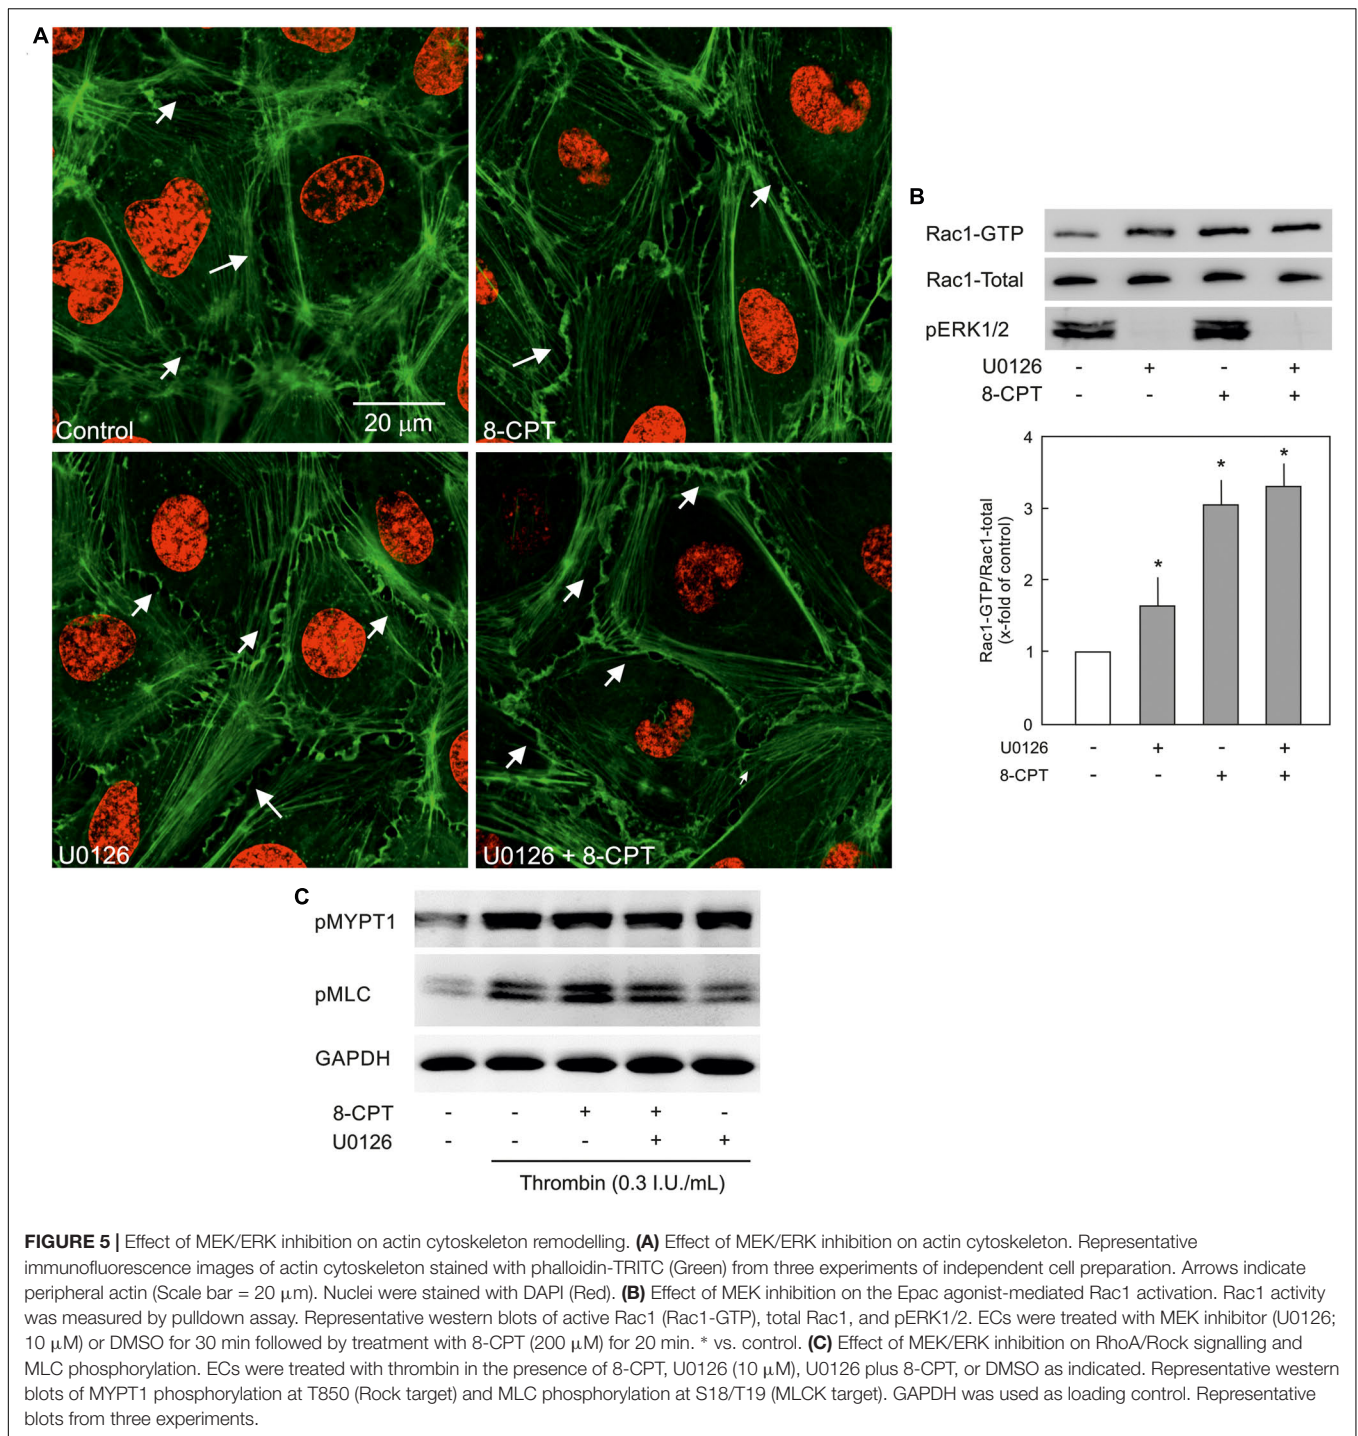 A
Control
20 μm
8-CPT
U0126
U0126 + 8-CPT
B
Rac1-GTP
Rac1-Total
pERK1/2
U0126 - + - +
8-CPT - - + +
Rac1-GTP/Rac1-total
(x-fold of control)
4
3
2
1
0
* * *
U0126 - + - +
8-CPT - - + +
C
pMYPT1
pMLC
GAPDH
8-CPT - - + + -
U0126 - - - + +
Thrombin (0.3 I.U./mL)
FIGURE 5 | Effect of MEK/ERK inhibition on actin cytoskeleton remodelling. (A) Effect of MEK/ERK inhibition on actin cytoskeleton. Representative
immunofluorescence images of actin cytoskeleton stained with phalloidin-TRITC (Green) from three experiments of independent cell preparation. Arrows indicate
peripheral actin (Scale bar = 20 μm). Nuclei were stained with DAPI (Red). (B) Effect of MEK inhibition on the Epac agonist-mediated Rac1 activation. Rac1 activity
was measured by pulldown assay. Representative western blots of active Rac1 (Rac1-GTP), total Rac1, and pERK1/2. ECs were treated with MEK inhibitor (U0126;
10 μM) or DMSO for 30 min followed by treatment with 8-CPT (200 μM) for 20 min. * vs. control. (C) Effect of MEK/ERK inhibition on RhoA/Rock signalling and
MLC phosphorylation. ECs were treated with thrombin in the presence of 8-CPT, U0126 (10 μM), U0126 plus 8-CPT, or DMSO as indicated. Representative western
blots of MYPT1 phosphorylation at T850 (Rock target) and MLC phosphorylation at S18/T19 (MLCK target). GAPDH was used as loading control. Representative
blots from three experiments.